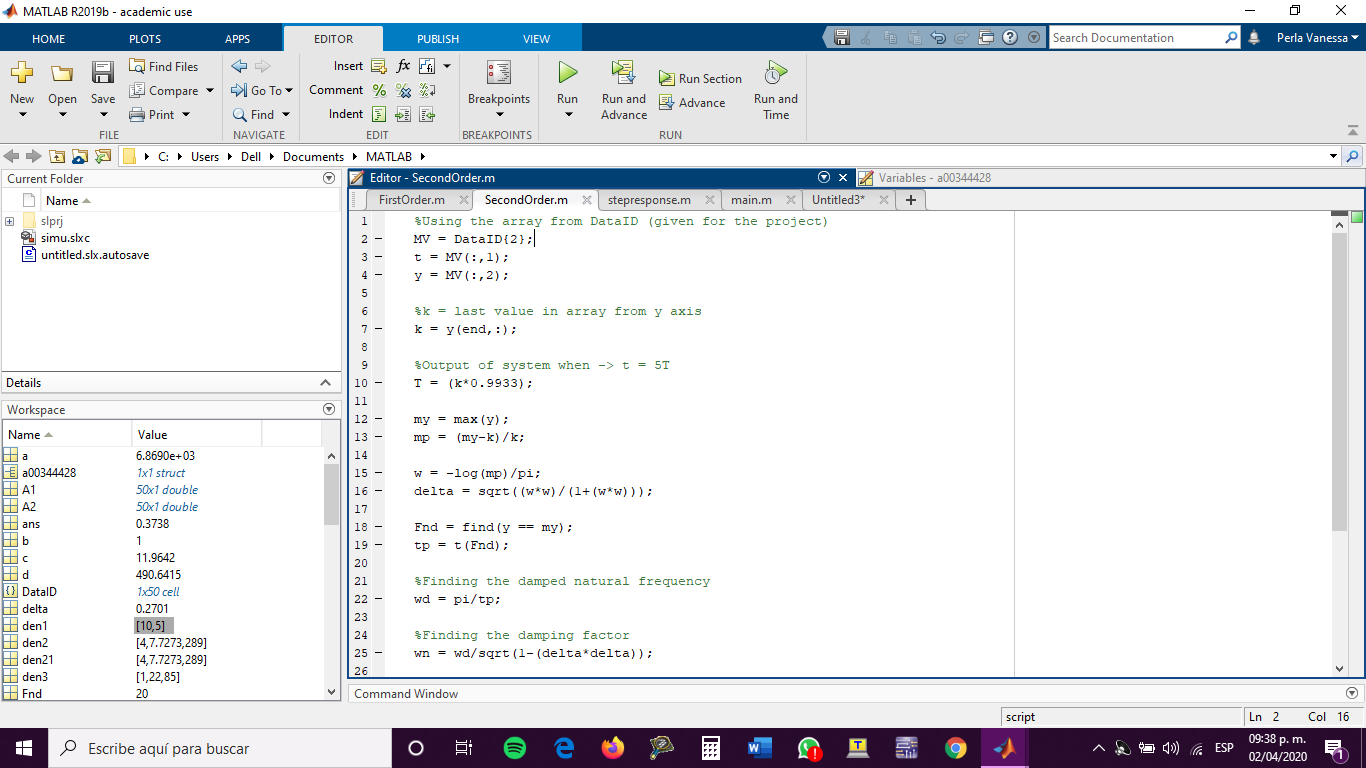 MATLAB R2019b - academic use
HOME PLOTS APPS EDITOR PUBLISH VIEW
Search Documentation
Perla Vanessa
New Open Save
Find Files
Compare
Print
FILE
Go To
Find
NAVIGATE
Insert fx
Comment
Indent
EDIT
Breakpoints
BREAKPOINTS
Run
Run and Advance
Run Section
Advance
Run and Time
RUN
C: Users Dell Documents MATLAB
Current Folder
Name
slprj
simu.slxc
untitled.slx.autosave
Details
Workspace
Name Value
a 6.8690e+03
a00344428 1x1 struct
A1 50x1 double
A2 50x1 double
ans 0.3738
b 1
c 11.9642
d 490.6415
DataID 1x50 cell
delta 0.2701
den1 [10,5]
den2 [4,7.7273,289]
den21 [4,7.7273,289]
den3 [1,22,85]
Fnd 20
Editor - SecondOrder.m
Variables - a00344428
FirstOrder.m SecondOrder.m stepresponse.m main.m Untitled3*
1 %Using the array from DataID (given for the project)
2 MV = DataID{2};
3 t = MV(:,1);
4 y = MV(:,2);
5
6 %k = last value in array from y axis
7 k = y(end,:);
8
9 %Output of system when -> t = 5T
10 T = (k*0.9933);
11
12 my = max(y);
13 mp = (my-k)/k;
14
15 w = -log(mp)/pi;
16 delta = sqrt((w*w)/(1+(w*w)));
17
18 Fnd = find(y == my);
19 tp = t(Fnd);
20
21 %Finding the damped natural frequency
22 wd = pi/tp;
23
24 %Finding the damping factor
25 wn = wd/sqrt(1-(delta*delta));
26
Command Window
script
Ln 2 Col 16
Escribe aquí para buscar
ESP
09:38 p. m.
02/04/2020
1